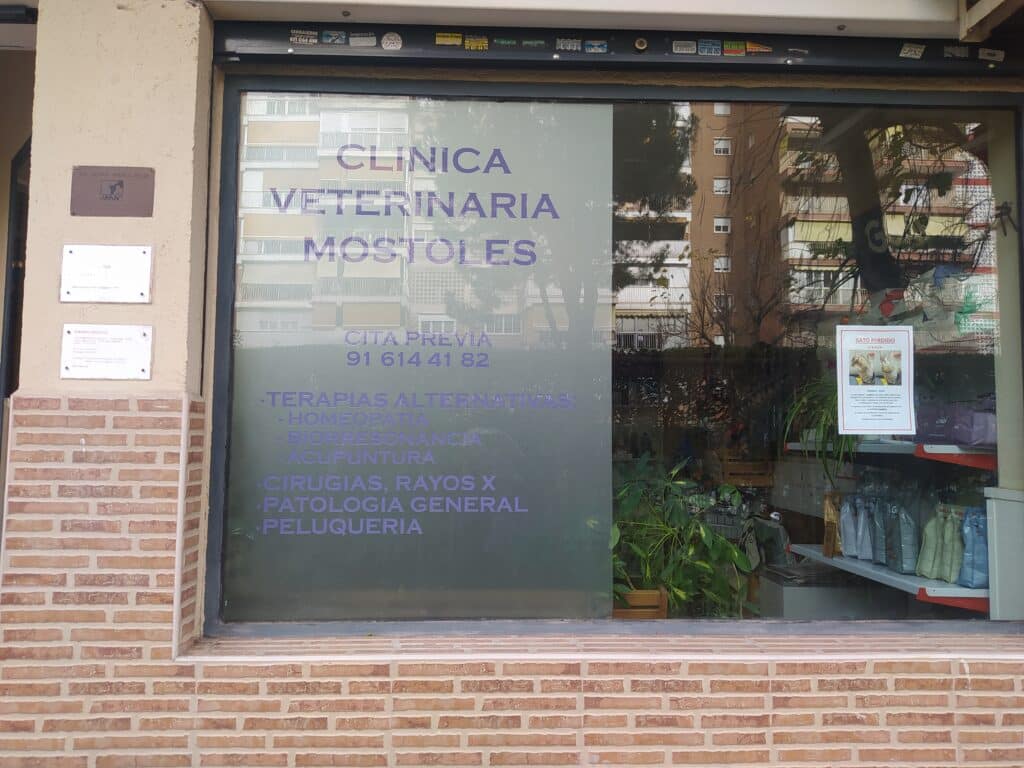 CLINICA
VETERINARIA
MOSTOLES
CITA PREVIA
91 614 41 82
·TERAPIAS ALTERNATIVAS:
- HOMEOPATIA
- BIORRESONANCIA
- ACUPUNTURA
·CIRUGIAS, RAYOS X
·PATOLOGIA GENERAL
·PELUQUERIA
GATO PERDIDO